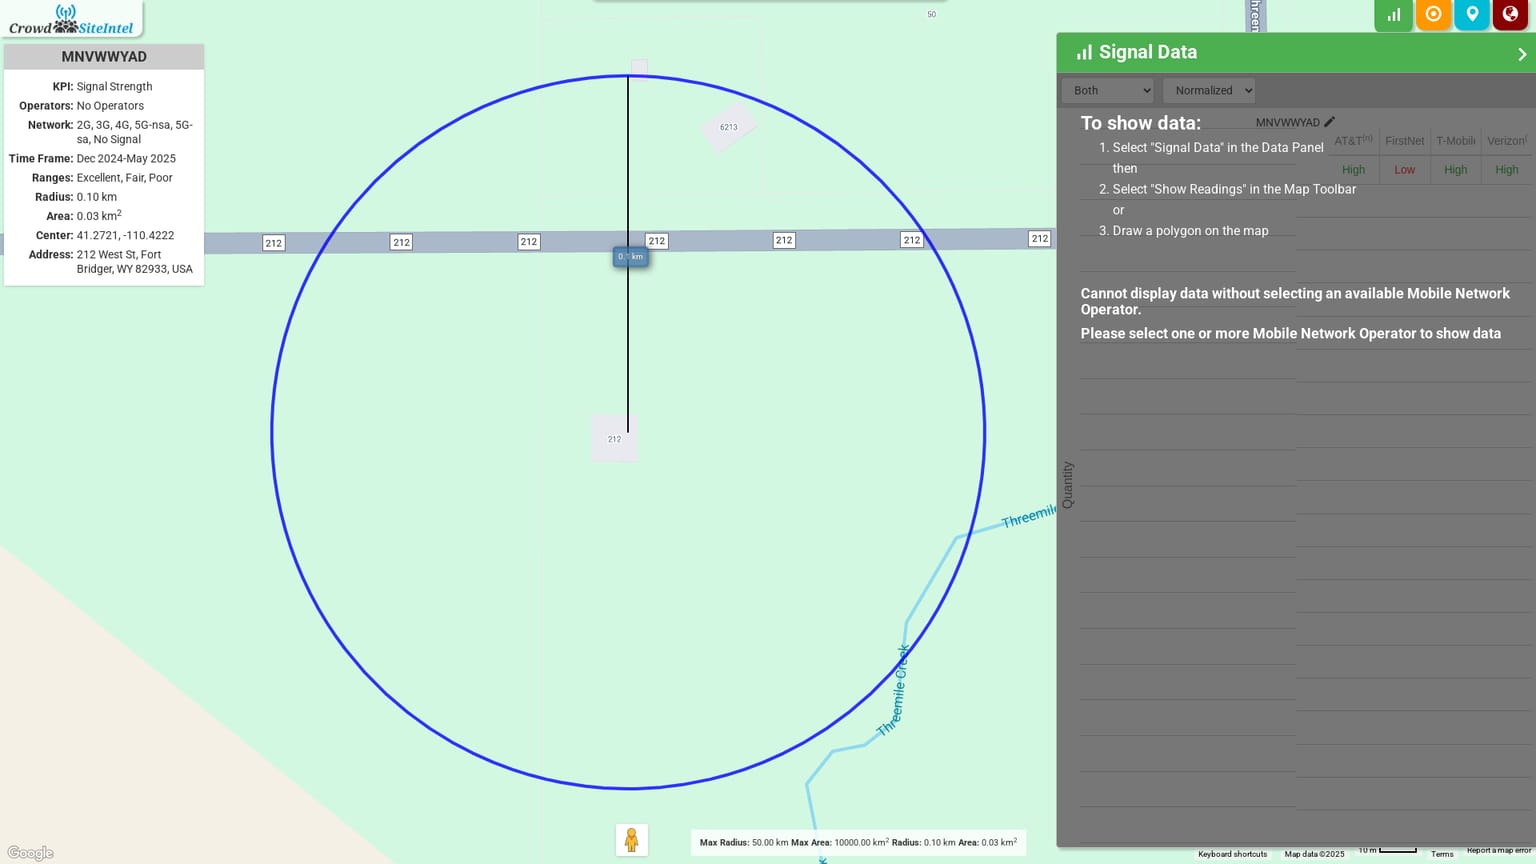 50
Crowd SiteIntel
MNVWWYAD
KPI: Signal Strength
Operators: No Operators
Network: 2G, 3G, 4G, 5G-nsa, 5G-
sa, No Signal
Time Frame: Dec 2024-May 2025
Ranges: Excellent, Fair, Poor
Radius: 0.10 km
Area: 0.03 km²
Center: 41.2721, -110.4222
Address: 212 West St, Fort
Bridger, WY 82933, USA
6213
212 212 212 212 212 212 212
0.1 km
212
Threemile
Threemile Creek
Signal Data
Both Normalized
To show data:
MNVWWYAD
1. Select "Signal Data" in the Data Panel
then
2. Select "Show Readings" in the Map Toolbar
or
3. Draw a polygon on the map
AT&T(n) FirstNet T-Mobile Verizon
High Low High High
Cannot display data without selecting an available Mobile Network
Operator.
Please select one or more Mobile Network Operator to show data
Quantity
Max Radius: 50.00 km Max Area: 10000.00 km² Radius: 0.10 km Area: 0.03 km²
Google
Keyboard shortcuts Map data ©2025 10 m Terms Report a map error